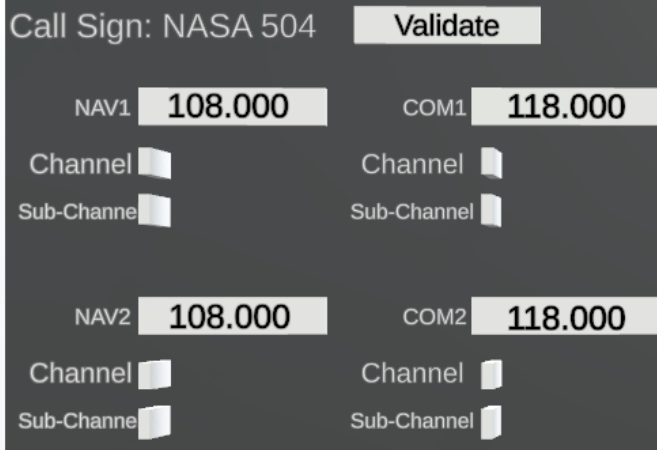 Call Sign: NASA 504 Validate
NAV1 108.000 COM1 118.000
Channel Channel
Sub-Channe Sub-Channel
NAV2 108.000 COM2 118.000
Channel Channel
Sub-Channe Sub-Channel